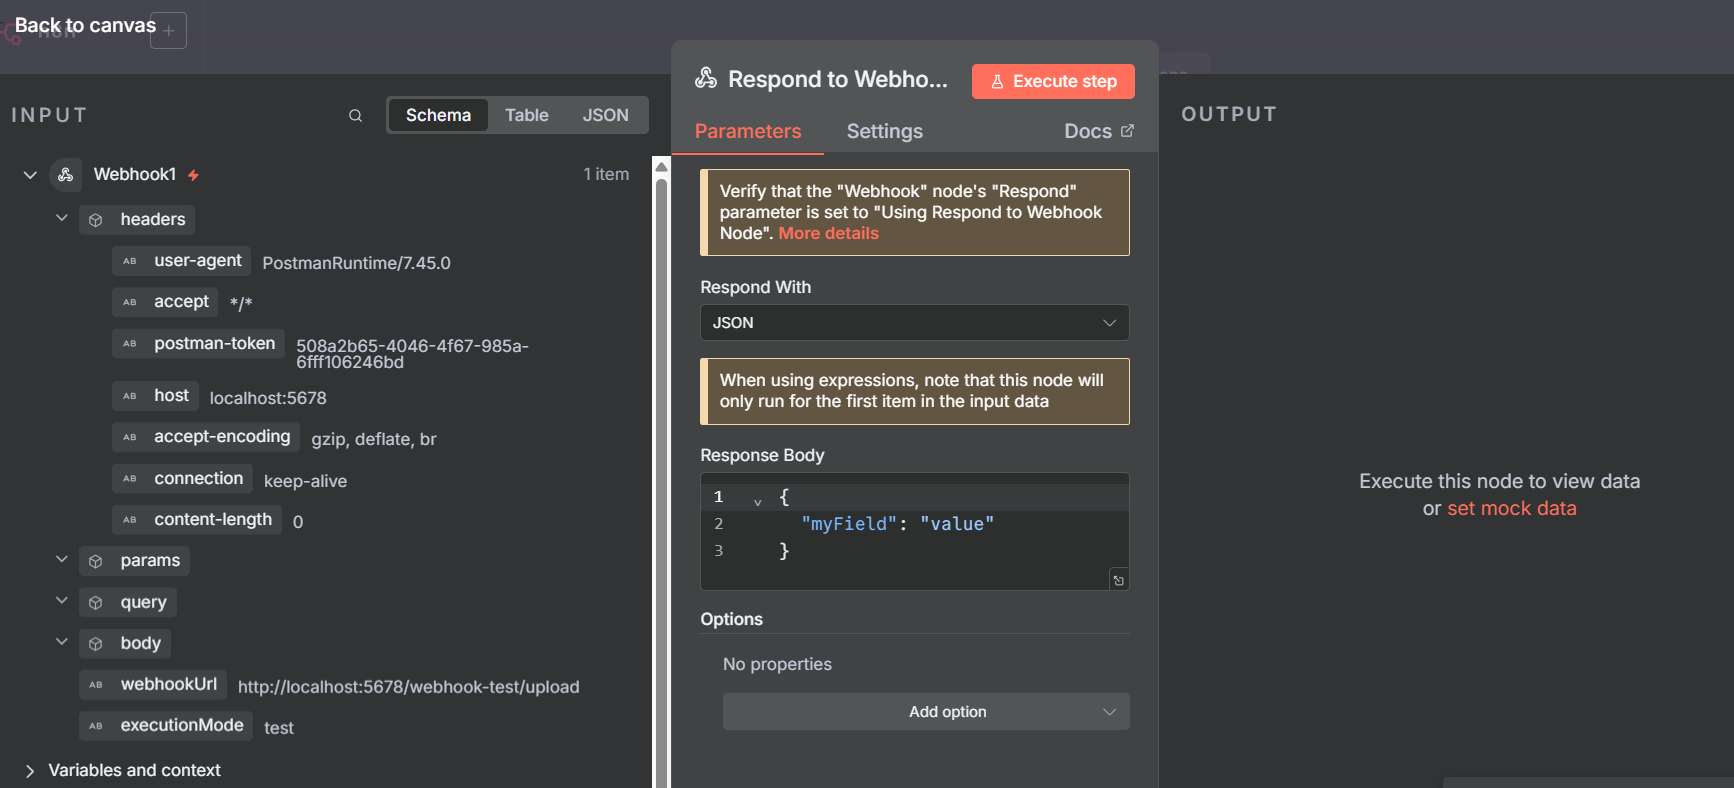 Back to canvas
INPUT
Schema
Table
JSON
Webhook1
1 item
headers
AB user-agent PostmanRuntime/7.45.0
AB accept */*
AB postman-token 508a2b65-4046-4f67-985a-
6fff106246bd
AB host localhost:5678
AB accept-encoding gzip, deflate, br
AB connection keep-alive
AB content-length 0
params
query
body
AB webhookUrl http://localhost:5678/webhook-test/upload
AB executionMode test
Variables and context
Respond to Webho...
Execute step
Parameters
Settings
Docs
Verify that the "Webhook" node's "Respond"
parameter is set to "Using Respond to Webhook
Node". More details
Respond With
JSON
When using expressions, note that this node will
only run for the first item in the input data
Response Body
1 {
2 "myField": "value"
3 }
Options
No properties
Add option
OUTPUT
Execute this node to view data
or set mock data